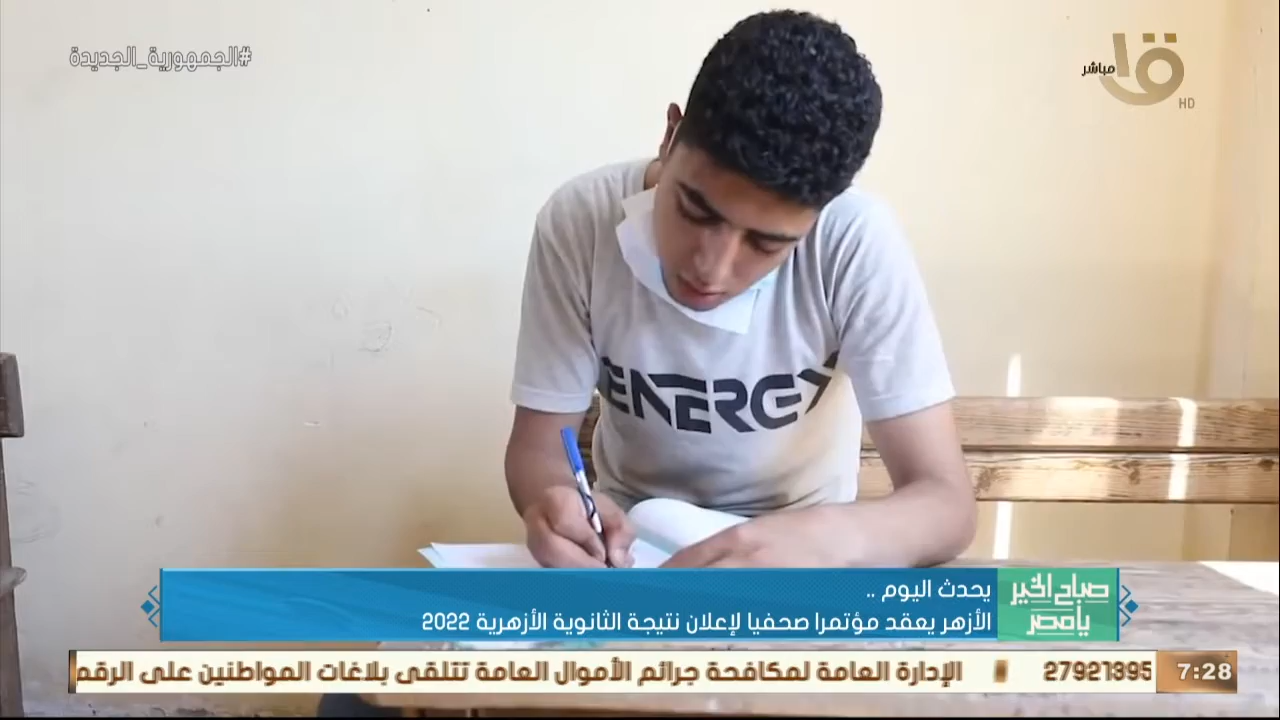 #الجمهورية_الجديدة
مباشر
HD
ENERGY
صباح الخير
يا مصر
يحدث اليوم ..
الأزهر يعقد مؤتمرا صحفيا لإعلان نتيجة الثانوية الأزهرية 2022
7:28
27921395 ▪ الإدارة العامة لمكافحة جرائم الأموال العامة تتلقى بلاغات المواطنين على الرقم